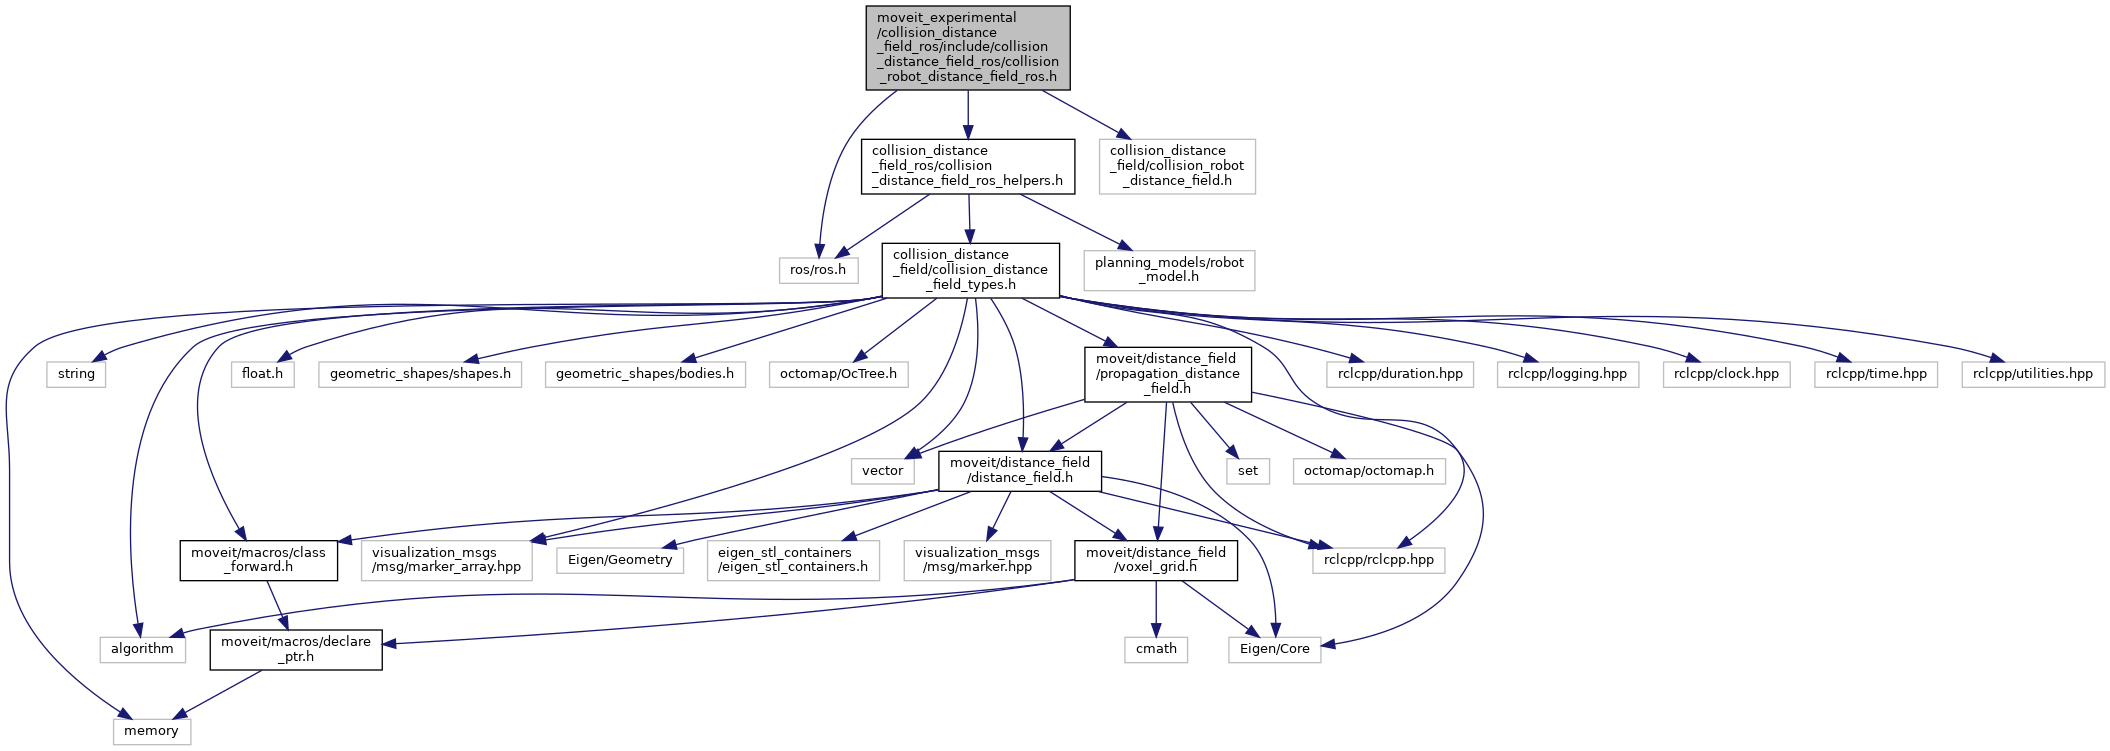 moveit_experimental
/collision_distance
_field_ros/include/collision
_distance_field_ros/collision
_robot_distance_field_ros.h
collision_distance
_field_ros/collision
_distance_field_ros_helpers.h
collision_distance
_field/collision_robot
_distance_field.h
ros/ros.h
collision_distance
_field/collision_distance
_field_types.h
planning_models/robot
_model.h
string
float.h
geometric_shapes/shapes.h
geometric_shapes/bodies.h
octomap/OcTree.h
moveit/distance_field
/propagation_distance
_field.h
rclcpp/duration.hpp
rclcpp/logging.hpp
rclcpp/clock.hpp
rclcpp/time.hpp
rclcpp/utilities.hpp
vector
moveit/distance_field
/distance_field.h
set
octomap/octomap.h
moveit/macros/class
_forward.h
visualization_msgs
/msg/marker_array.hpp
Eigen/Geometry
eigen_stl_containers
/eigen_stl_containers.h
visualization_msgs
/msg/marker.hpp
moveit/distance_field
/voxel_grid.h
rclcpp/rclcpp.hpp
algorithm
moveit/macros/declare
_ptr.h
cmath
Eigen/Core
memory